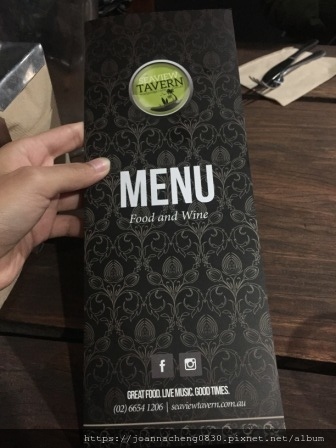 SEAVIEW
TAVERN
MENU
Food and Wine
f
GREAT FOOD. LIVE MUSIC. GOOD TIMES.
(02) 6654 1206 | seaviewtavern.com.au
https://joannacheng0830.pixnet.net/album